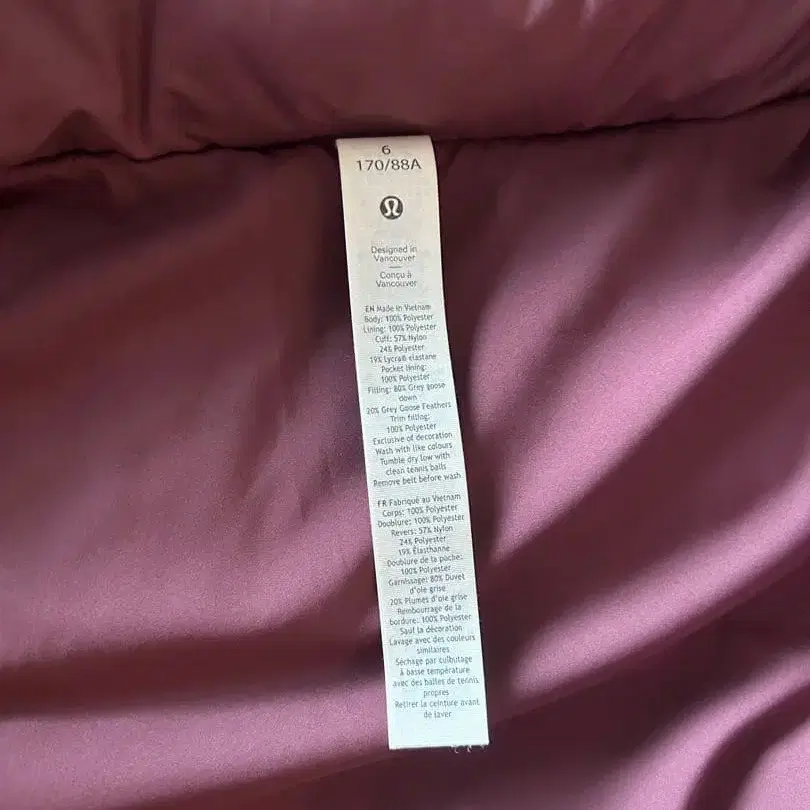 6
170/88A
Designed in
Vancouver
Conçu à
Vancouver
EN Made in Vietnam
Body: 100% Polyester
Lining: 100% Polyester
Cuff: 57% Nylon
24% Polyester
19% Lycra® elastane
Pocket lining:
100% Polyester
Filling: 80% Grey goose
down
20% Grey Goose Feathers
Trim filling:
100% Polyester
Exclusive of decoration
Wash with like colours
Tumble dry low with
clean tennis balls
Remove belt before wash
FR Fabriqué au Vietnam
Corps: 100% Polyester
Doublure: 100% Polyester
Revers: 57% Nylon
24% Polyester
19% Élasthanne
Doublure de la poche:
100% Polyester
Garnissage: 80% Duvet
d'oie grise
20% Plumes d'oie grise
Rembourrage de la
bordure: 100% Polyester
Sauf la décoration
Lavage avec des couleurs
similaires
Séchage par culbutage
à basse température
avec des balles de tennis
propres
Retirer la ceinture avant
de laver